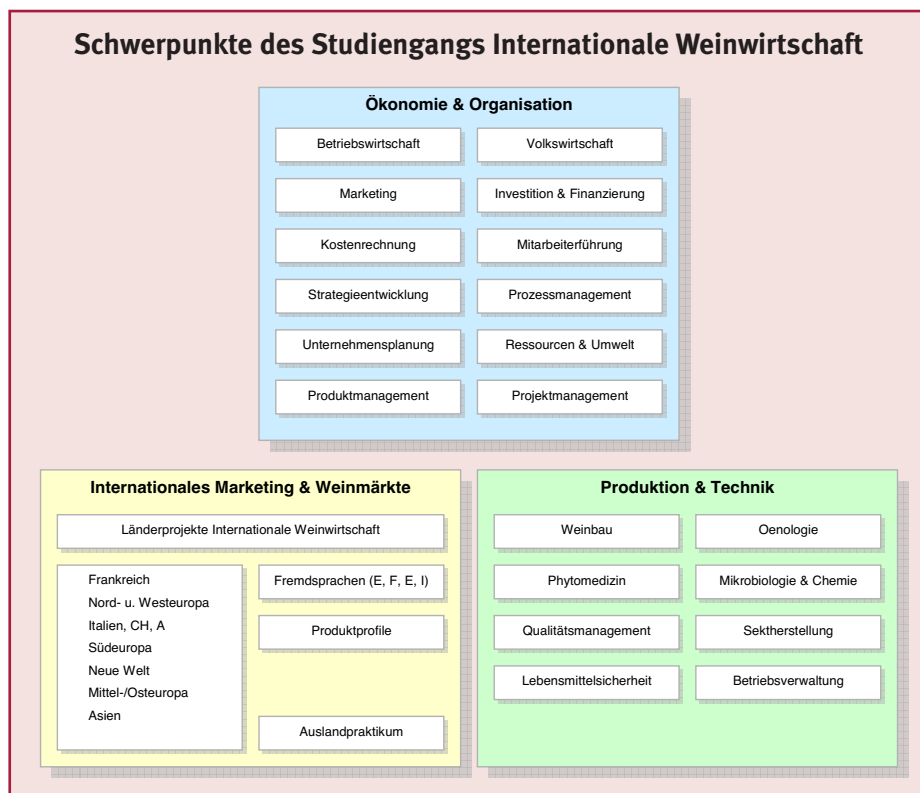 Schwerpunkte des Studiengangs Internationale Weinwirtschaft
Ökonomie & Organisation
Betriebswirtschaft
Volkswirtschaft
Marketing
Investition & Finanzierung
Kostenrechnung
Mitarbeiterführung
Strategieentwicklung
Prozessmanagement
Unternehmensplanung
Ressourcen & Umwelt
Produktmanagement
Projektmanagement
Internationales Marketing & Weinmärkte
Länderprojekte Internationale Weinwirtschaft
Frankreich
Nord- u. Westeuropa
Italien, CH, A
Südeuropa
Neue Welt
Mittel-/Osteuropa
Asien
Fremdsprachen (E, F, E, I)
Produktprofile
Auslandpraktikum
Produktion & Technik
Weinbau
Oenologie
Phytomedizin
Mikrobiologie & Chemie
Qualitätsmanagement
Sektherstellung
Lebensmittelsicherheit
Betriebsverwaltung